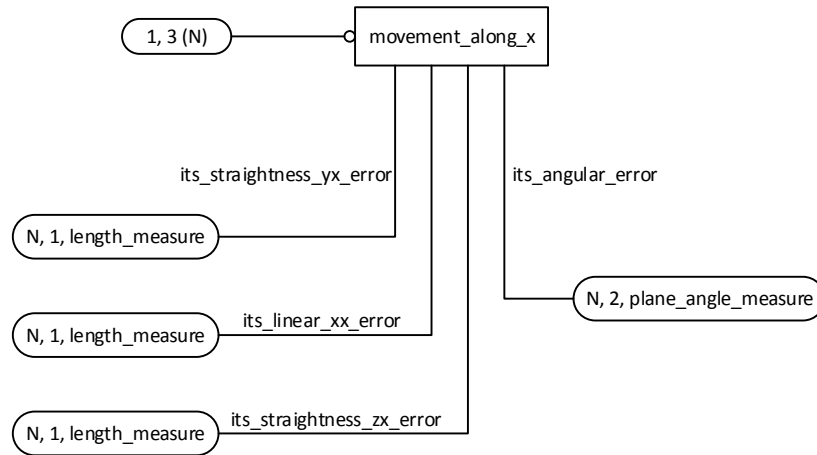 1, 3 (N)
movement_along_x
its_straightness_yx_error
its_angular_error
N, 1, length_measure
N, 2, plane_angle_measure
its_linear_xx_error
N, 1, length_measure
its_straightness_zx_error
N, 1, length_measure